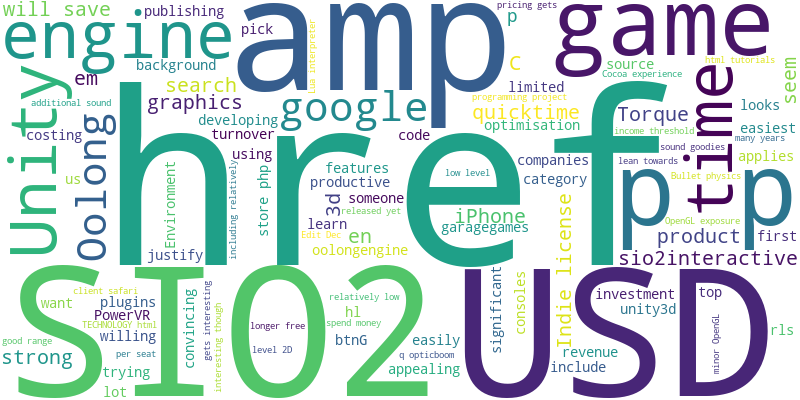 will save
publishing
pick
engine
background
amp
lua interpreter
pricing gets
p
game
html tutorials
source
Cocoa experience
seem
c
search
em
additional sound
graphics
google
limited
programming project
quicktime
looks
optimisation
Torque
easiest
many years
time
costing
Oolong
developing
turnover
code
income threshold
Unity
us
using
companies
lean towards
sound goodies
applies
href
Environment
including relatively
store php
features
productive
3d
someone
low level
category
Bullet physics
learn
released yet
iPhone
garagegames
Indie license
pp
OpenGL exposure
product
first
Edit Dec
en
oolongengine
justify
sio2interactive
SIO2
USD
client safari
want
plugins
PowerVR
TECHNOLOGY html
willing
convincing
gets interesting
interesting though
relatively low
hl
spend money
longer free
btnG
easily
significant
consoles
investment
top
unity3d
minor OpenGL
rls
good range
strong
per seat
trying
lot
level 2D
q opticboom
appealing
revenue
include